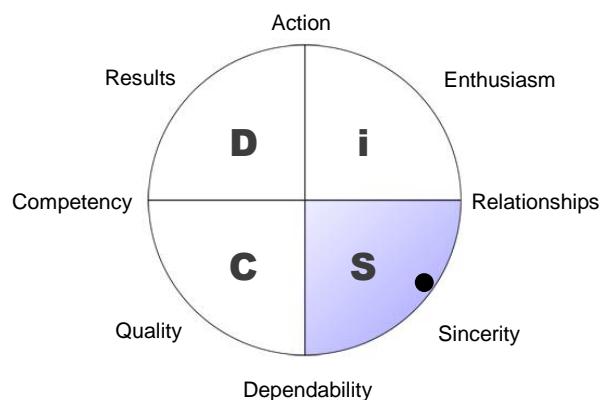 Action
Results
Enthusiasm
D
i
Competency
Relationships
C
S
Quality
Sincerity
Dependability